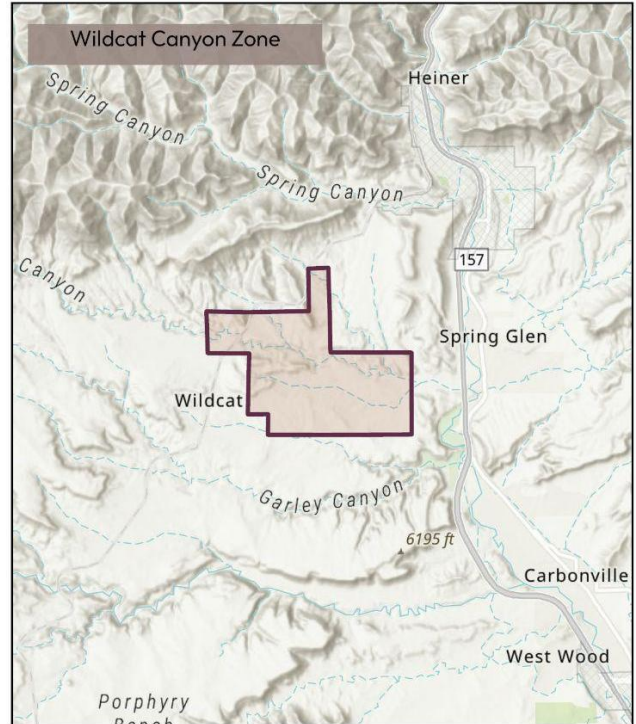 Wildcat Canyon Zone
Heiner
Spring Canyon
Spring Canyon
157
Canyon
Spring Glen
Wildcat
Garley Canyon
6195 ft
Carbonville
West Wood
Porphyry
Bench